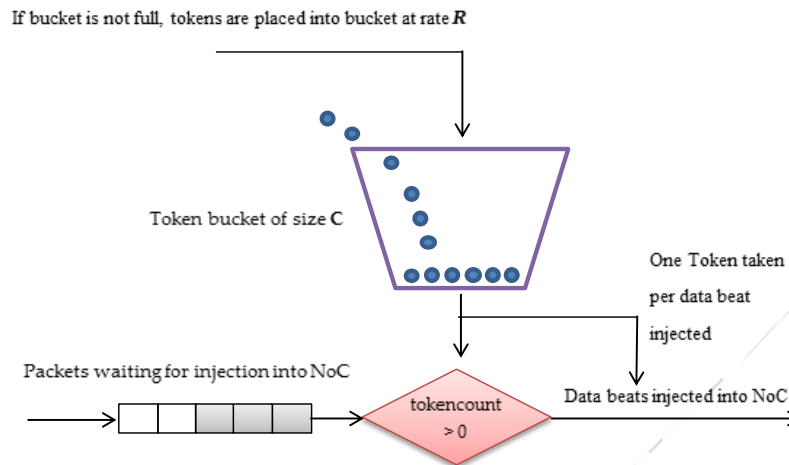 If bucket is not full, tokens are placed into bucket at rate R
Token bucket of size C
One Token taken
per data beat
injected
Packets waiting for injection into NoC
tokencount
> 0
Data beats injected into NoC